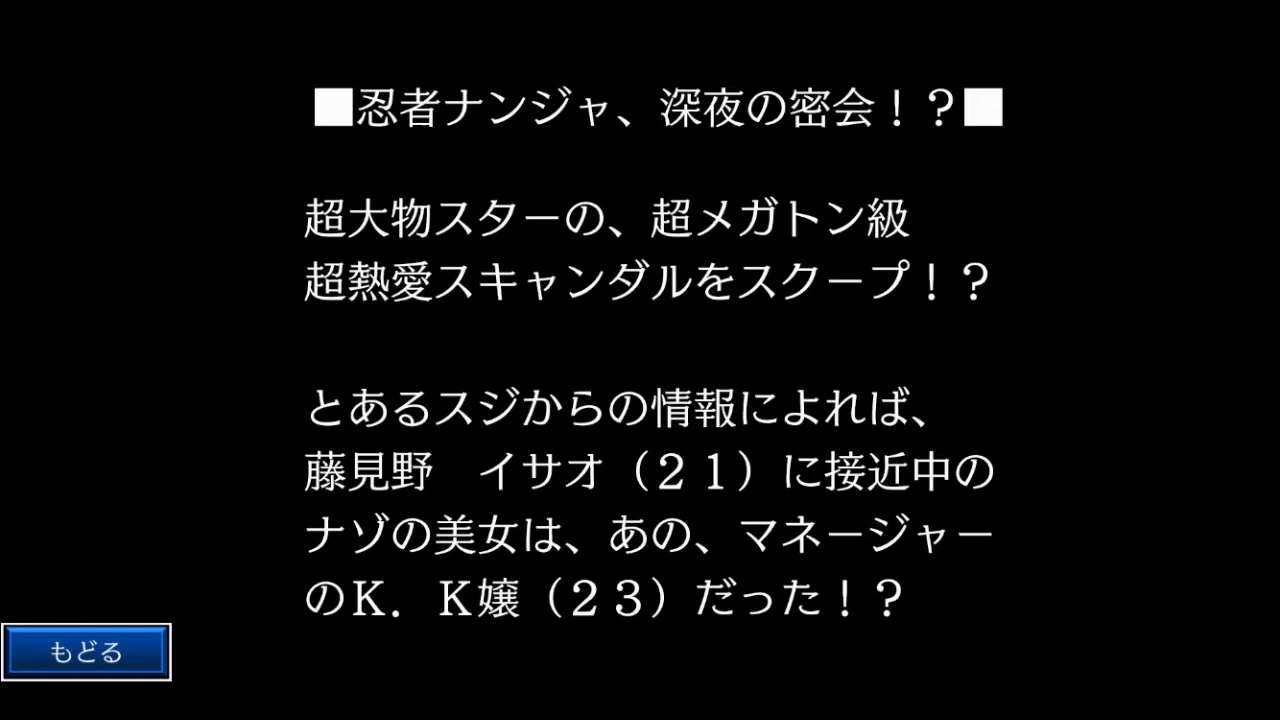 ■忍者ナンジャ、深夜の密会！？■
超大物スターの、超メガトン級
超熱愛スキャンダルをスクープ！？
とあるスジからの情報によれば、
藤見野　イサオ（２１）に接近中の
ナゾの美女は、あの、マネージャー
のＫ．Ｋ嬢（２３）だった！？
もどる